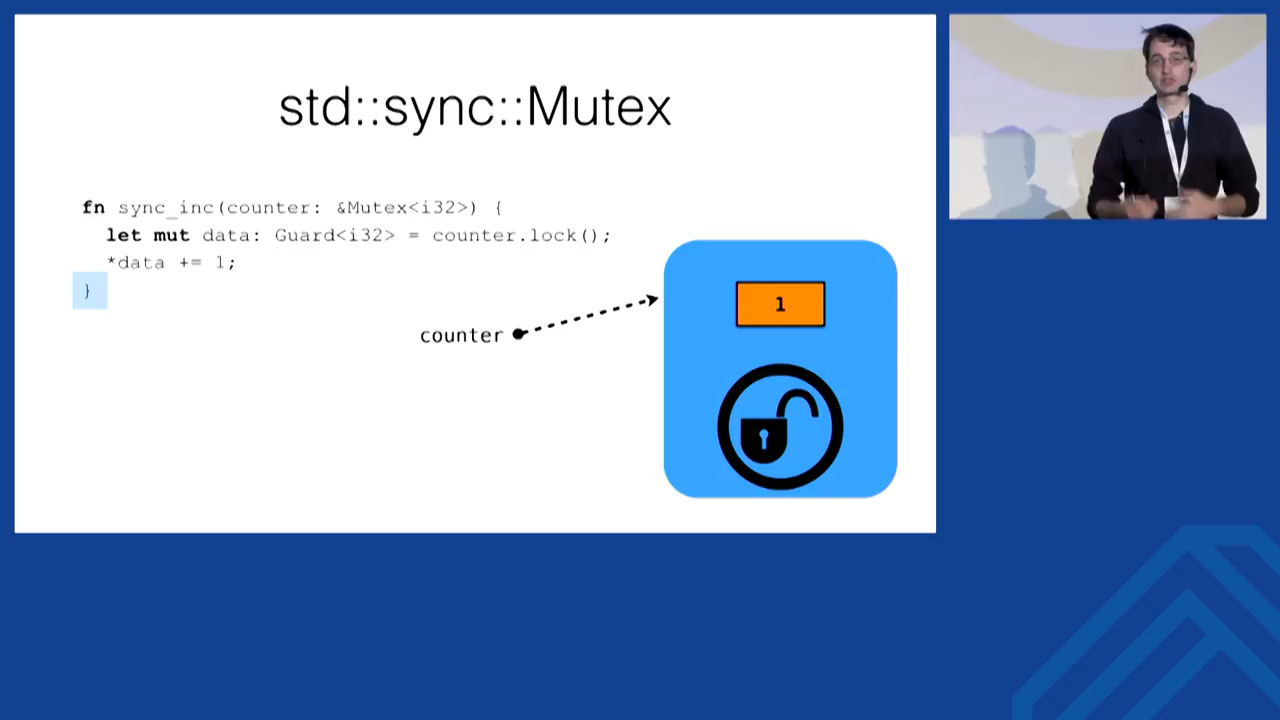 std::sync::Mutex
fn sync_inc(counter: &Mutex<i32>) {
let mut data: Guard<i32> = counter.lock();
*data += 1;
}
1
counter